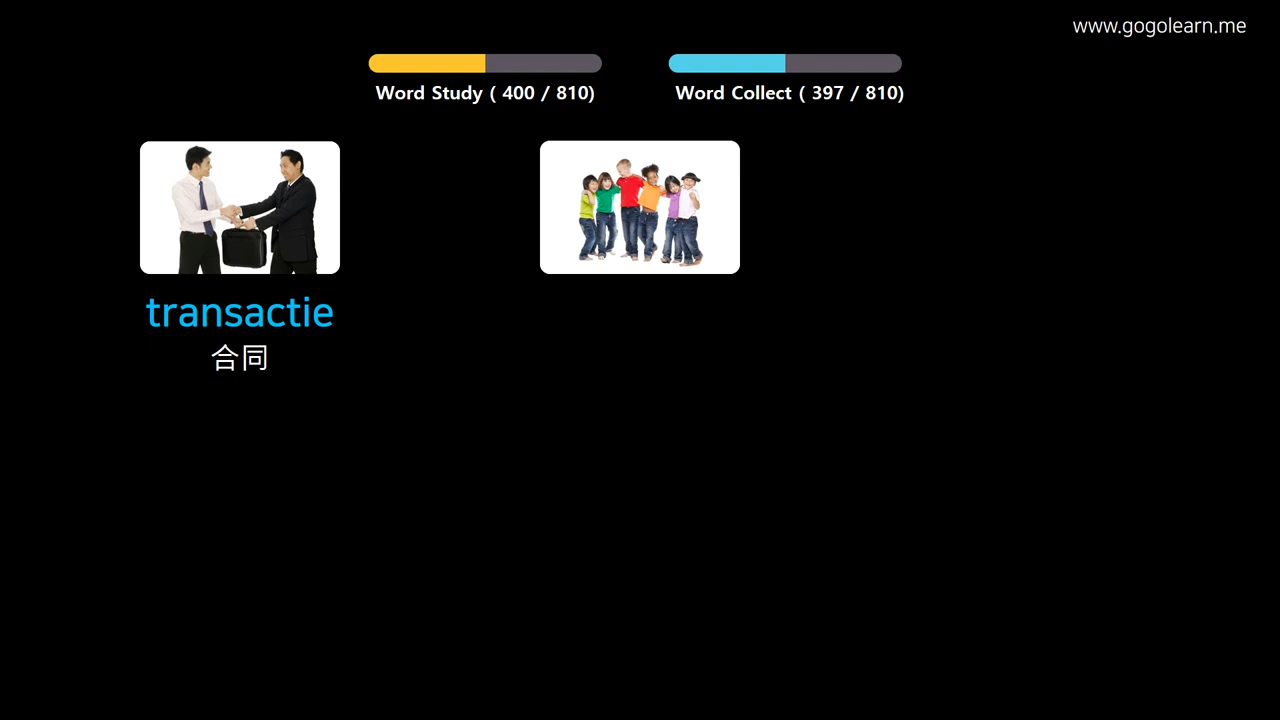 www.gogolearn.me
Word Study ( 400 / 810)
Word Collect ( 397 / 810)
transactie
合同